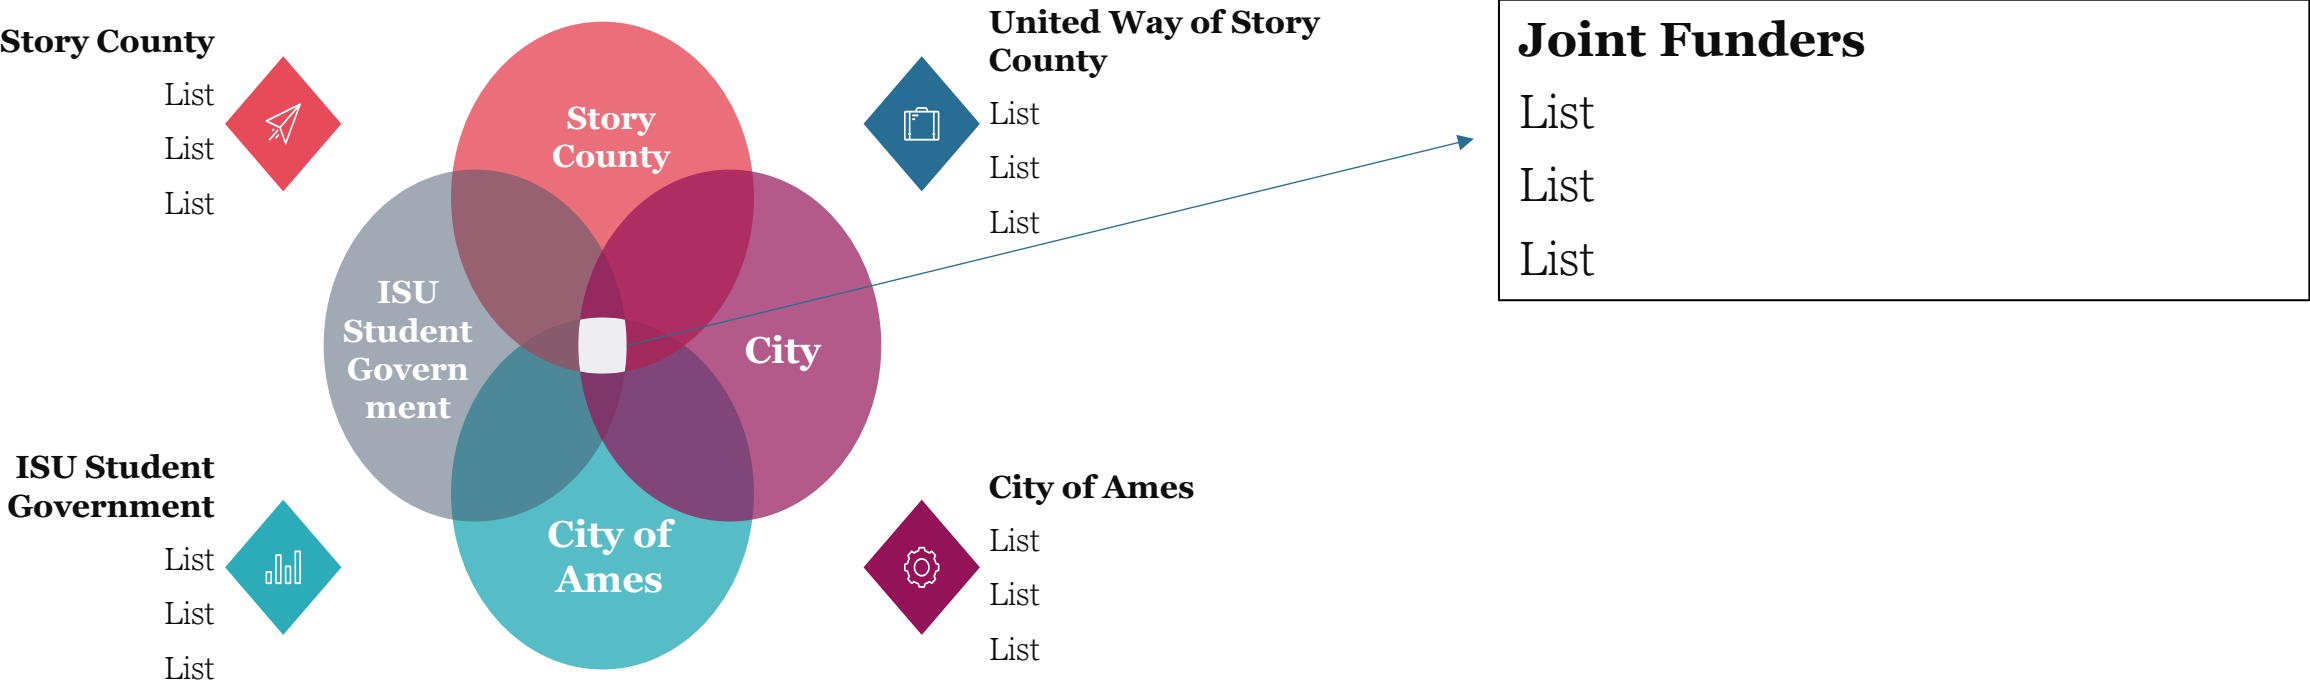 Story County
List
List
List
Story
County
United Way of Story
County
List
List
List
Joint Funders
List
List
List
ISU
Student
Govern
ment
City
ISU Student
Government
List
List
List
City of
Ames
City of Ames
List
List
List